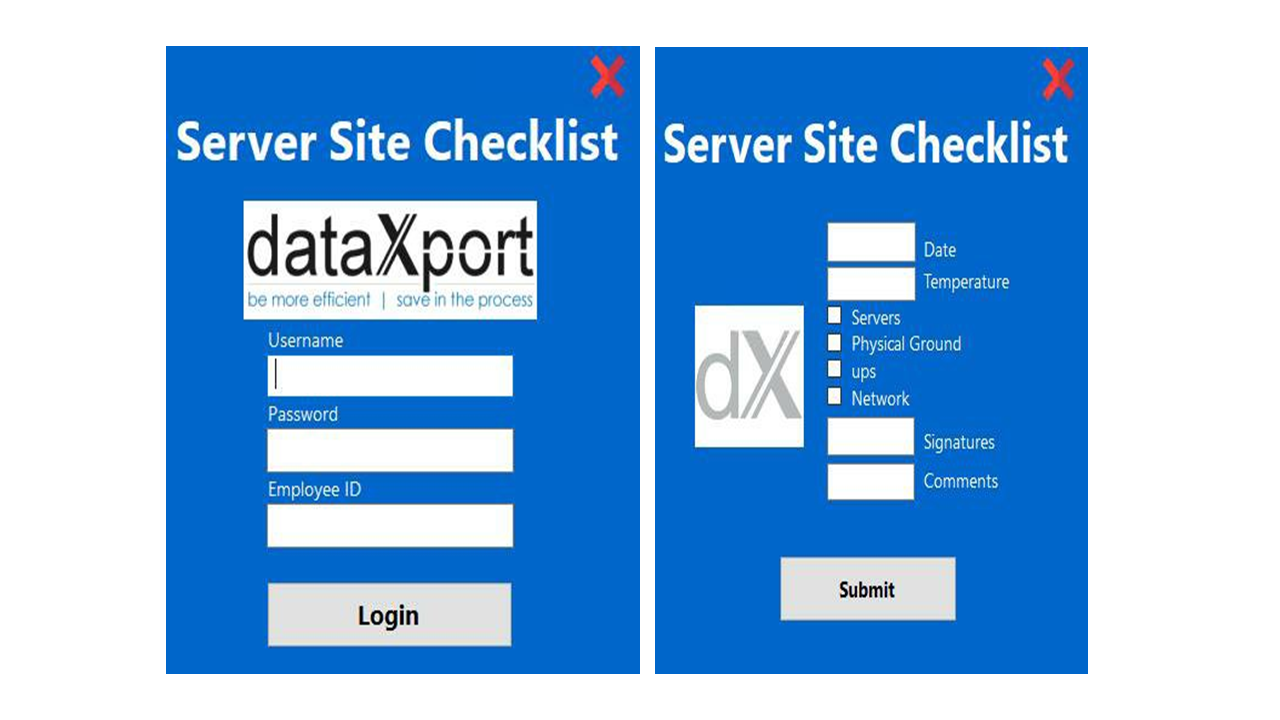 Server Site Checklist
dataXport
be more efficient | save in the process
Username
Password
Employee ID
Login
Server Site Checklist
Date
Temperature
dX
Servers
Physical Ground
ups
Network
Signatures
Comments
Submit